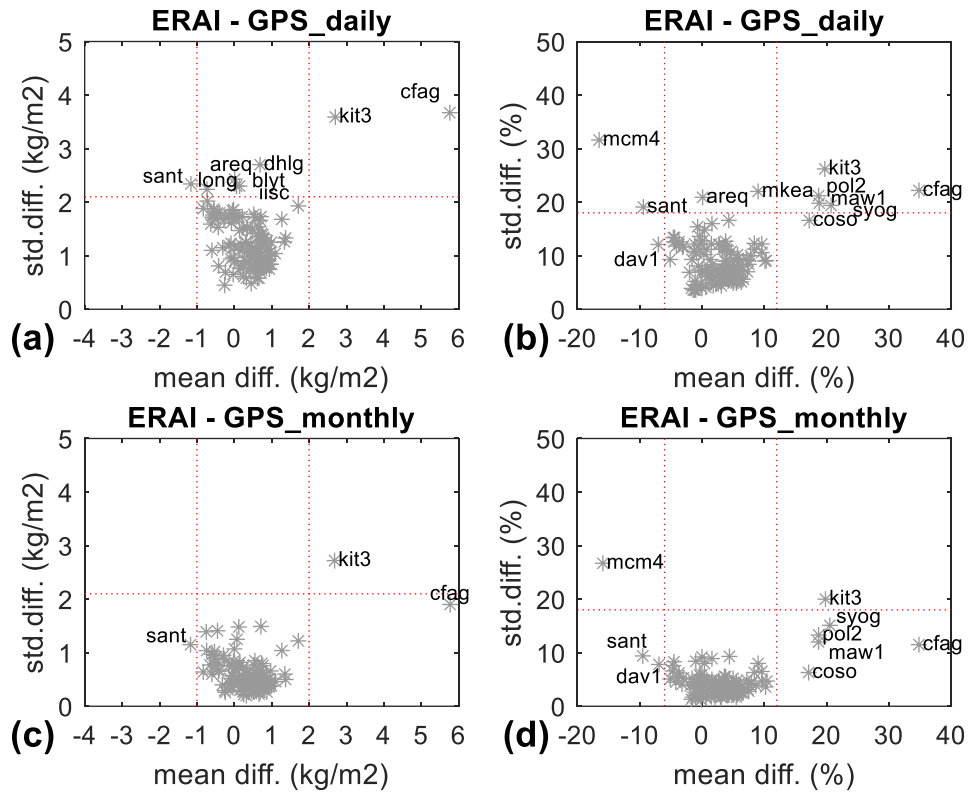 ERAI - GPS_daily
5
4
3
2
1
0
std.diff. (kg/m2)
cfag
kit3
areq
dhlg
sant
long
blyt
iisc
-4 -3 -2 -1 0 1 2 3 4 5 6
(a)
mean diff. (kg/m2)
ERAI - GPS_daily
50
40
30
20
10
0
std.diff. (%)
mcm4
kit3
pol2
cfag
mkea
areq
maw1
sant
syog
coso
dav1
-20 -10 0 10 20 30 40
(b)
mean diff. (%)
ERAI - GPS_monthly
5
4
3
2
1
0
std.diff. (kg/m2)
kit3
cfag
sant
-4 -3 -2 -1 0 1 2 3 4 5 6
(c)
mean diff. (kg/m2)
ERAI - GPS_monthly
50
40
30
20
10
0
std.diff. (%)
mcm4
kit3
syog
pol2
sant
cfag
maw1
coso
dav1
-20 -10 0 10 20 30 40
(d)
mean diff. (%)